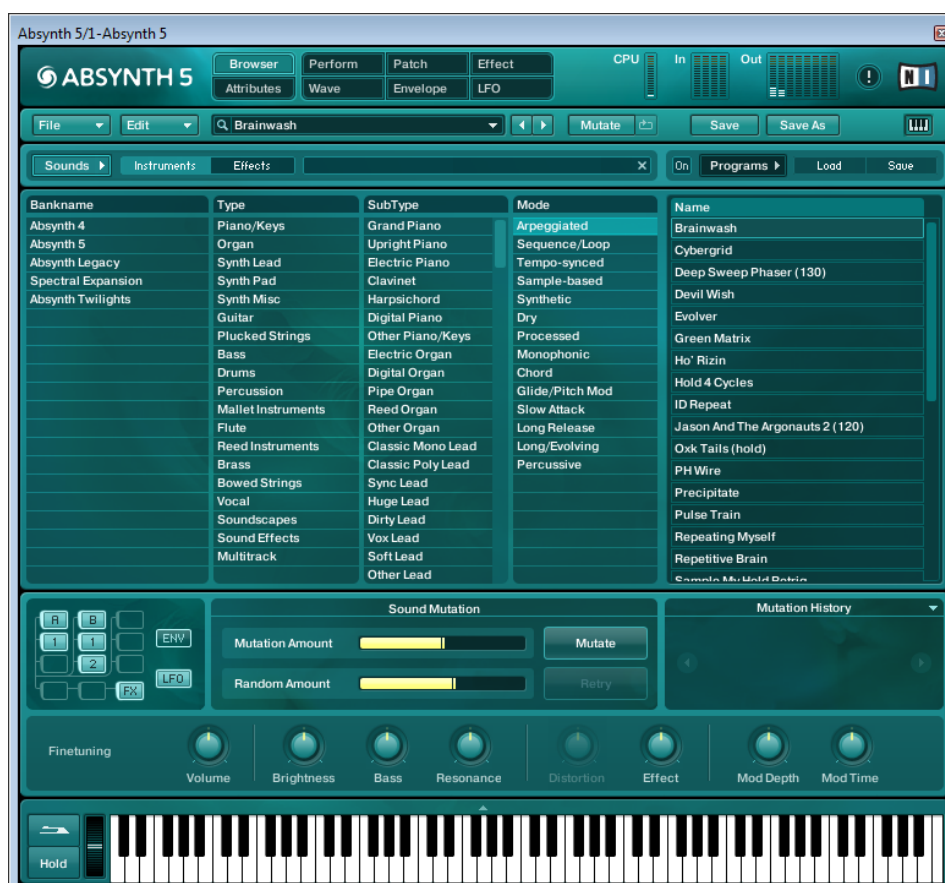 Absynth 5/1-Absynth 5
ABSYNTH 5
Browser Perform Patch Effect
Attributes Wave Envelope LFO
CPU In Out
! NI
File Edit Brainwash Mutate Save Save As
Sounds Instruments Effects × On Programs Load Save
Bankname
Absynth 4
Absynth 5
Absynth Legacy
Spectral Expansion
Absynth Twilights
Type
Piano/Keys
Organ
Synth Lead
Synth Pad
Synth Misc
Guitar
Plucked Strings
Bass
Drums
Percussion
Mallet Instruments
Flute
Reed Instruments
Brass
Bowed Strings
Vocal
Soundscapes
Sound Effects
Multitrack
SubType
Grand Piano
Upright Piano
Electric Piano
Clavinet
Harpsichord
Digital Piano
Other Piano/Keys
Electric Organ
Digital Organ
Pipe Organ
Reed Organ
Other Organ
Classic Mono Lead
Classic Poly Lead
Sync Lead
Huge Lead
Dirty Lead
Vox Lead
Soft Lead
Other Lead
Mode
Arpeggiated
Sequence/Loop
Tempo-synced
Sample-based
Synthetic
Dry
Processed
Monophonic
Chord
Glide/Pitch Mod
Slow Attack
Long Release
Long/Evolving
Percussive
Name
Brainwash
Cybergrid
Deep Sweep Phaser (130)
Devil Wish
Evolver
Green Matrix
Ho' Rizin
Hold 4 Cycles
ID Repeat
Jason And The Argonauts 2 (120)
Oxk Tails (hold)
PH Wire
Precipitate
Pulse Train
Repeating Myself
Repetitive Brain
Sample My Hold Retrig
A B
1 1 ENV
2
FX LFO
Sound Mutation
Mutation Amount Mutate
Random Amount Retry
Mutation History
Finetuning
Volume Brightness Bass Resonance Distortion Effect Mod Depth Mod Time
Hold